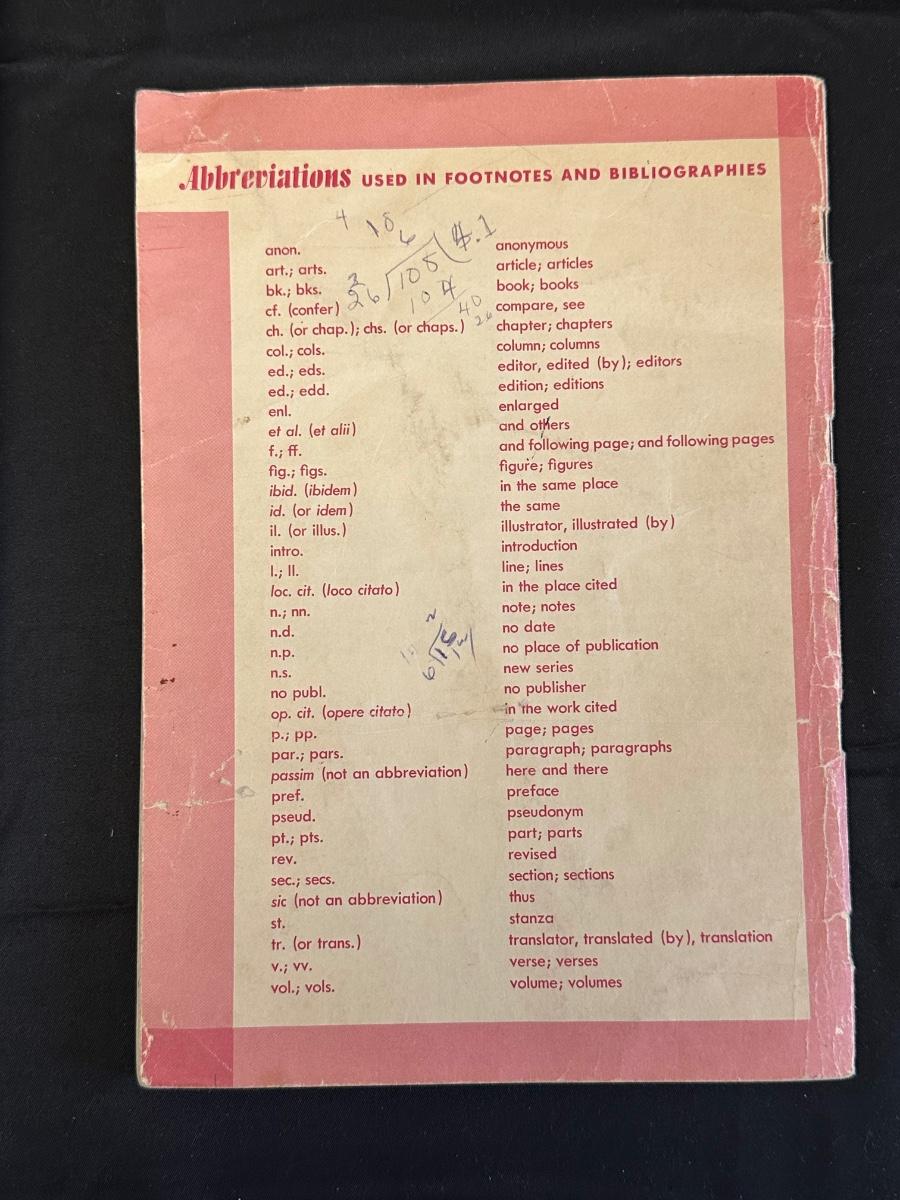 Abbreviations USED IN FOOTNOTES AND BIBLIOGRAPHIES
anon. anonymous
art.; arts. article; articles
bk.; bks. book; books
cf. (confer) compare, see
ch. (or chap.); chs. (or chaps.) chapter; chapters
col.; cols. column; columns
ed.; eds. editor, edited (by); editors
ed.; edd. edition; editions
enl. enlarged
et al. (et alii) and others
f.; ff. and following page; and following pages
fig.; figs. figure; figures
ibid. (ibidem) in the same place
id. (or idem) the same
il. (or illus.) illustrator, illustrated (by)
intro. introduction
l.; ll. line; lines
loc. cit. (loco citato) in the place cited
n.; nn. note; notes
n.d. no date
n.p. no place of publication
n.s. new series
no publ. no publisher
op. cit. (opere citato) in the work cited
p.; pp. page; pages
par.; pars. paragraph; paragraphs
passim (not an abbreviation) here and there
pref. preface
pseud. pseudonym
pt.; pts. part; parts
rev. revised
sec.; secs. section; sections
sic (not an abbreviation) thus
st. stanza
tr. (or trans.) translator, translated (by), translation
v.; vv. verse; verses
vol.; vols. volume; volumes
4
26 108 4.1
104
40